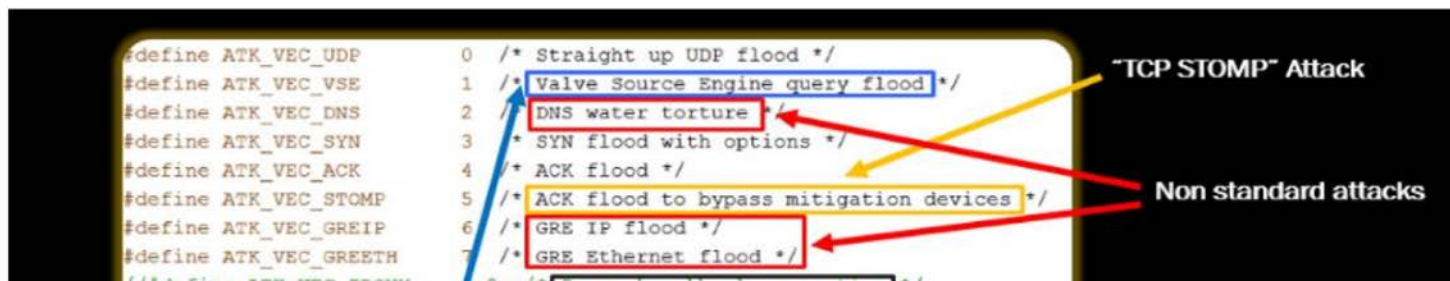 #define ATK_VEC_UDP 0 /* Straight up UDP flood */
#define ATK_VEC_VSE 1 /* Valve Source Engine query flood */
#define ATK_VEC_DNS 2 /* DNS water torture */
#define ATK_VEC_SYN 3 /* SYN flood with options */
#define ATK_VEC_ACK 4 /* ACK flood */
#define ATK_VEC_STOMP 5 /* ACK flood to bypass mitigation devices */
#define ATK_VEC_GREIP 6 /* GRE IP flood */
#define ATK_VEC_GREETH 7 /* GRE Ethernet flood */
"TCP STOMP" Attack
Non standard attacks